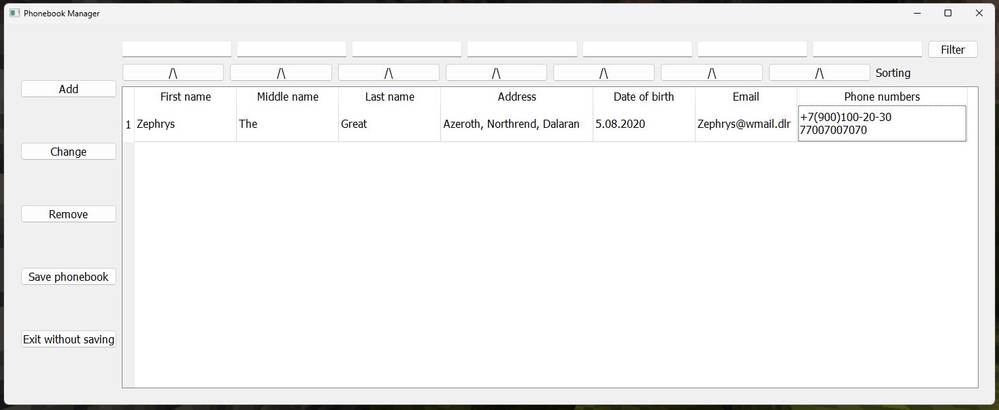 Phonebook Manager
Filter
/\ /\ /\ /\ /\ /\ /\ Sorting
Add
Change
Remove
Save phonebook
Exit without saving
First name Middle name Last name Address Date of birth Email Phone numbers
1 Zephrys The Great Azeroth, Northrend, Dalaran 5.08.2020 Zephrys@wmail.dlr +7(900)100-20-30
77007007070